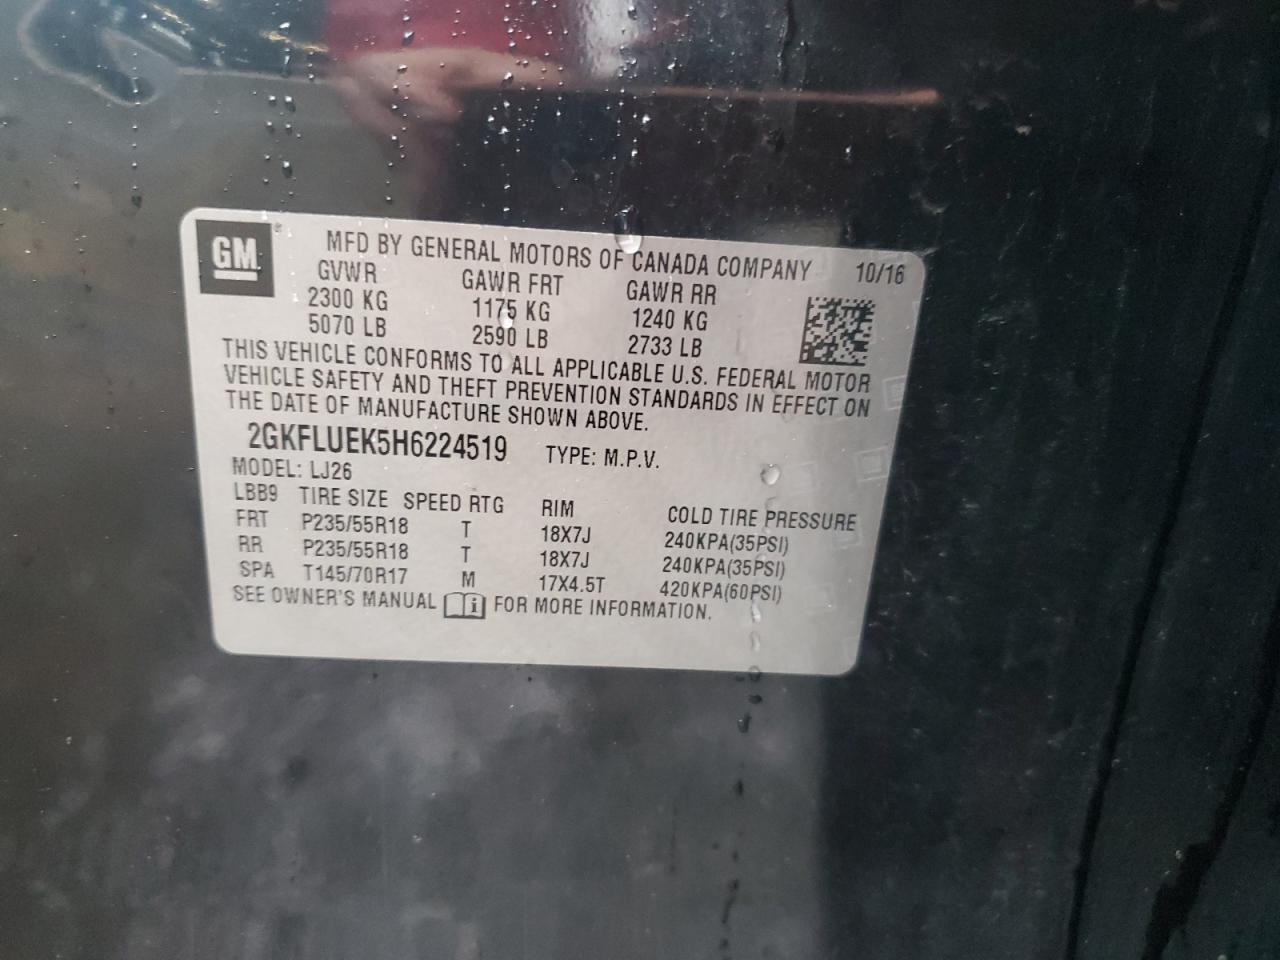 GM ®
MFD BY GENERAL MOTORS OF CANADA COMPANY 10/16
GVWR GAWR FRT GAWR RR
2300 KG 1175 KG 1240 KG
5070 LB 2590 LB 2733 LB
THIS VEHICLE CONFORMS TO ALL APPLICABLE U.S. FEDERAL MOTOR
VEHICLE SAFETY AND THEFT PREVENTION STANDARDS IN EFFECT ON
THE DATE OF MANUFACTURE SHOWN ABOVE.
2GKFLUEK5H6224519 TYPE: M.P.V.
MODEL: LJ26
LBB9 TIRE SIZE SPEED RTG RIM COLD TIRE PRESSURE
FRT P235/55R18 T 18X7J 240KPA(35PSI)
RR P235/55R18 T 18X7J 240KPA(35PSI)
SPA T145/70R17 M 17X4.5T 420KPA(60PSI)
SEE OWNER'S MANUAL i FOR MORE INFORMATION.